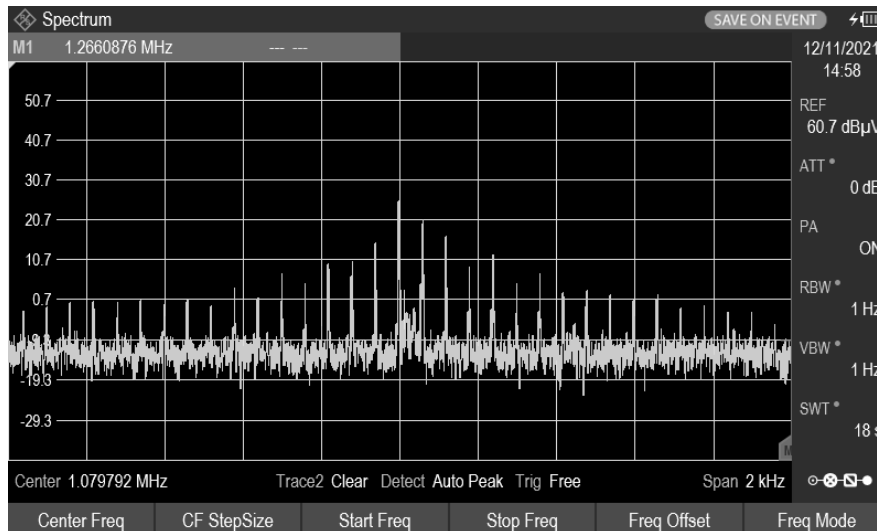 Spectrum SAVE ON EVENT
M1 1.2660876 MHz --- ---
12/11/2021
14:58
50.7
40.7
30.7
20.7
10.7
0.7
-19.3
-29.3
REF
60.7 dBµV
ATT
0 dB
PA
ON
RBW
1 Hz
VBW
1 Hz
SWT
18 s
M
Center 1.079792 MHz Trace2 Clear Detect Auto Peak Trig Free Span 2 kHz
Center Freq CF StepSize Start Freq Stop Freq Freq Offset Freq Mode